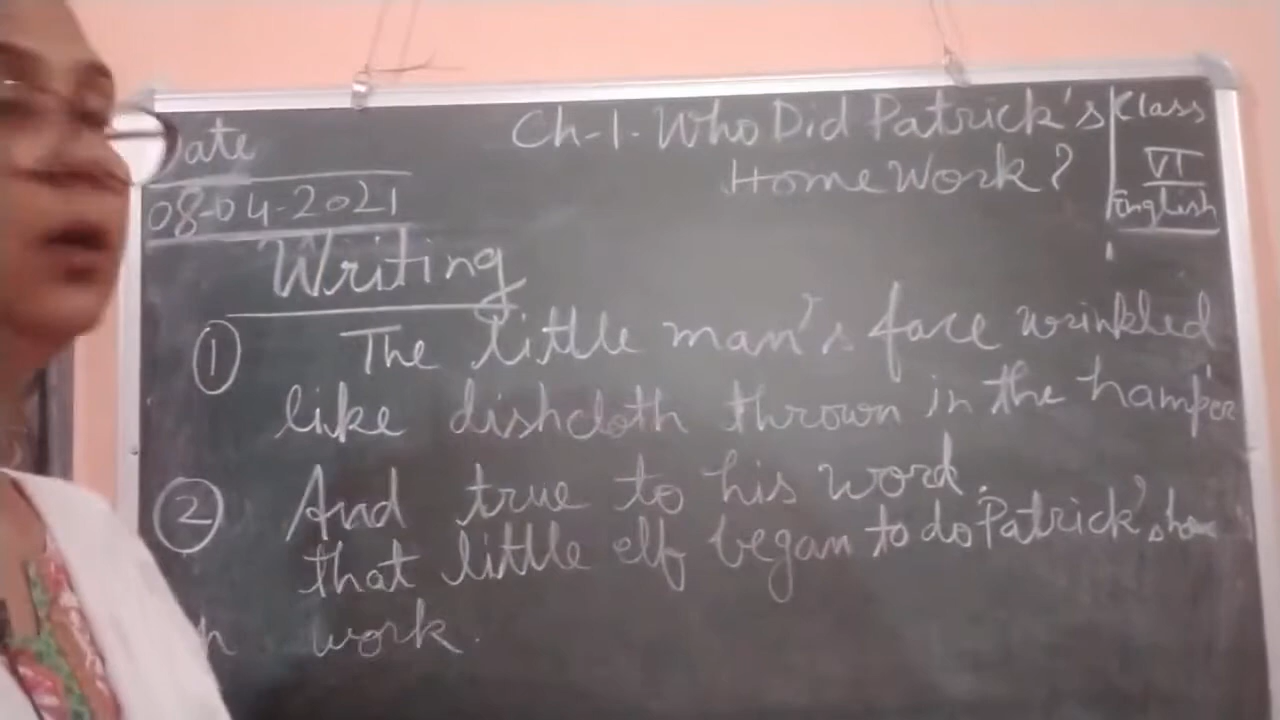 Date
08-04-2021
Ch-1. Who Did Patrick's
Home Work?
Class
VI
English
Writing
1 The little man's face wrinkled
like dishcloth thrown in the hamper
2 And true to his word.
that little elf began to do Patrick's
work.